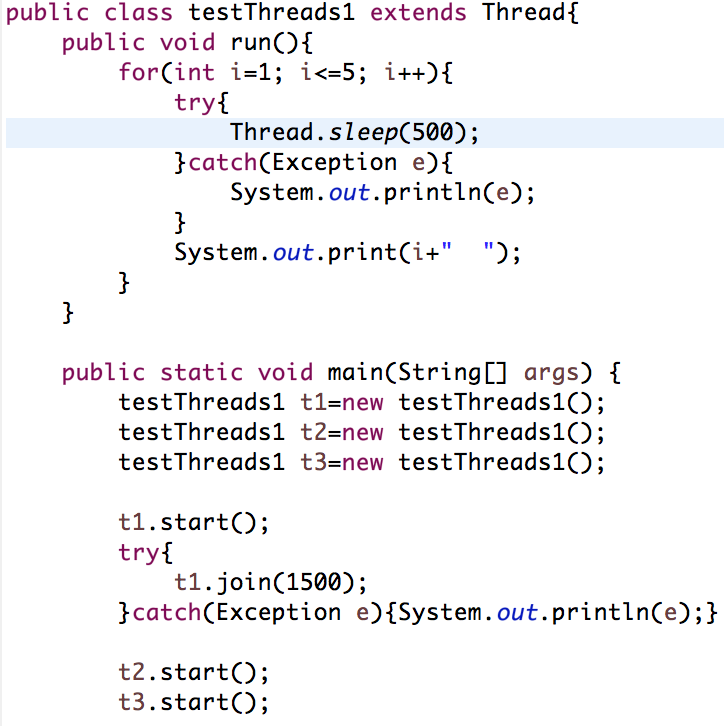 public class testThreads1 extends Thread{
    public void run(){
        for(int i=1; i<=5; i++){
            try{
                Thread.sleep(500);
            }catch(Exception e){
                System.out.println(e);
            }
            System.out.print(i+"  ");
        }
    }

    public static void main(String[] args) {
        testThreads1 t1=new testThreads1();
        testThreads1 t2=new testThreads1();
        testThreads1 t3=new testThreads1();

        t1.start();
        try{
            t1.join(1500);
        }catch(Exception e){System.out.println(e);}

        t2.start();
        t3.start();